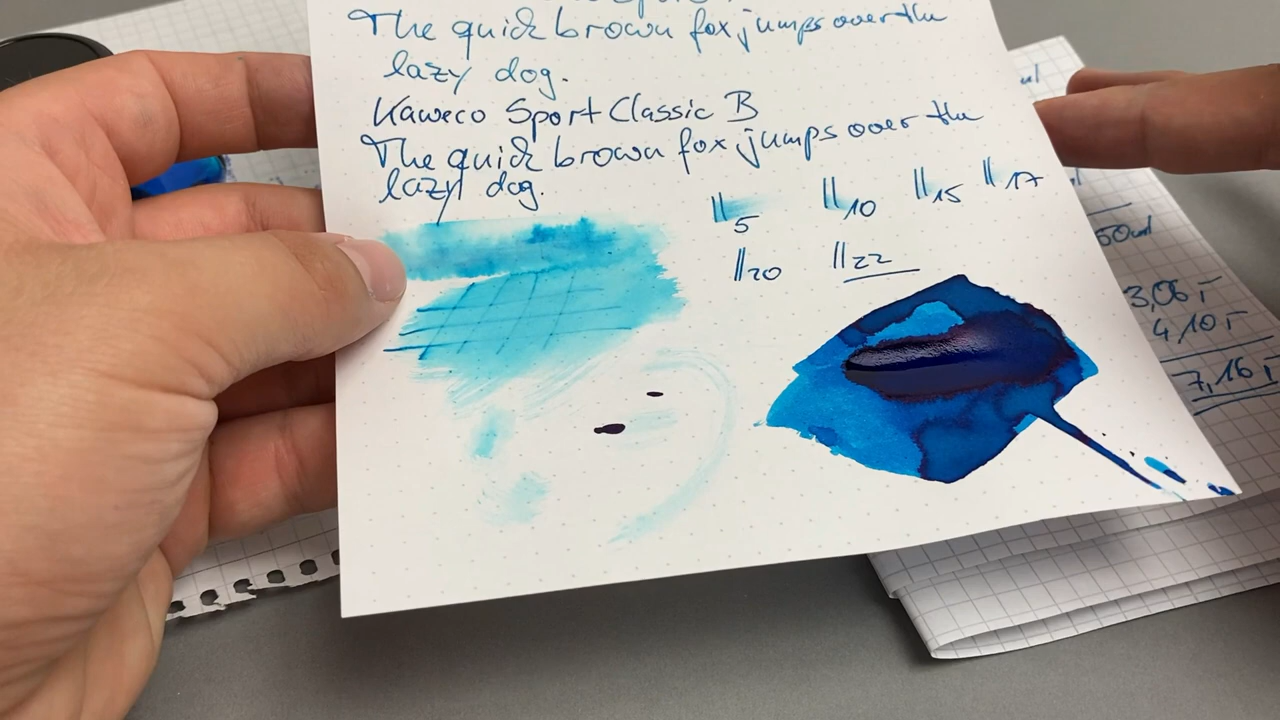 The quick brown fox jumps over the
lazy dog.
Kaweco Sport Classic B
The quick brown fox jumps over the
lazy dog.
5 10 15 17
20 22
50ml
3,06,-
4,10,-
7,16,-